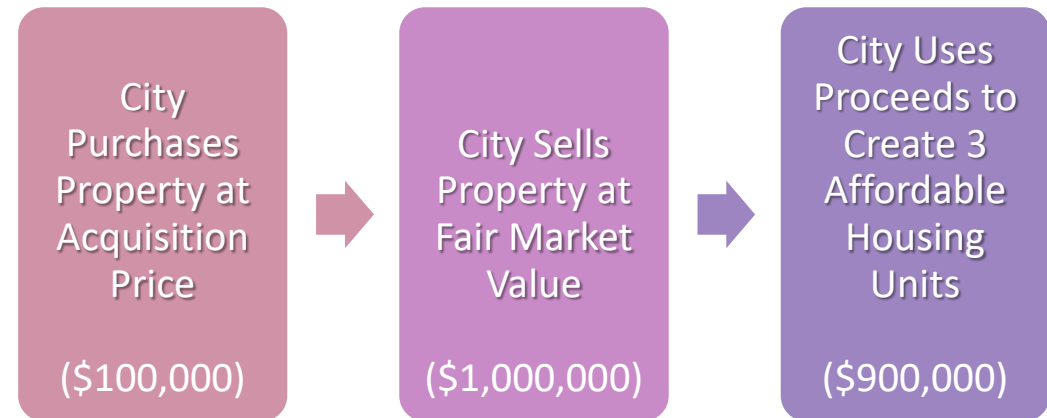 City
Purchases
Property at
Acquisition
Price
($100,000)
City Sells
Property at
Fair Market
Value
($1,000,000)
City Uses
Proceeds to
Create 3
Affordable
Housing
Units
($900,000)